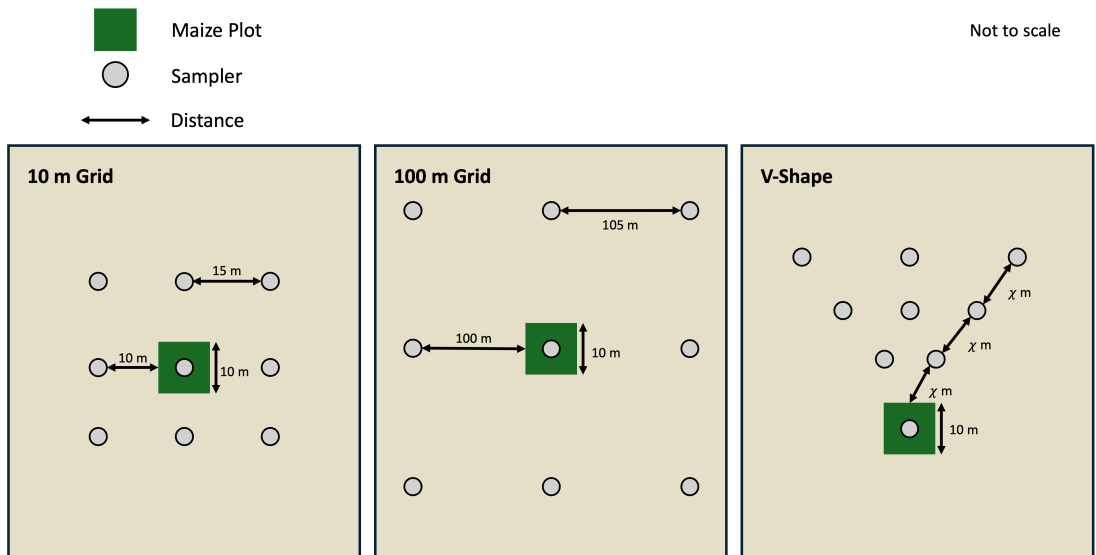 Maize Plot
Not to scale
Sampler
Distance
10 m Grid
15 m
10 m
10 m
100 m Grid
105 m
100 m
10 m
V-Shape
χ m
χ m
χ m
10 m